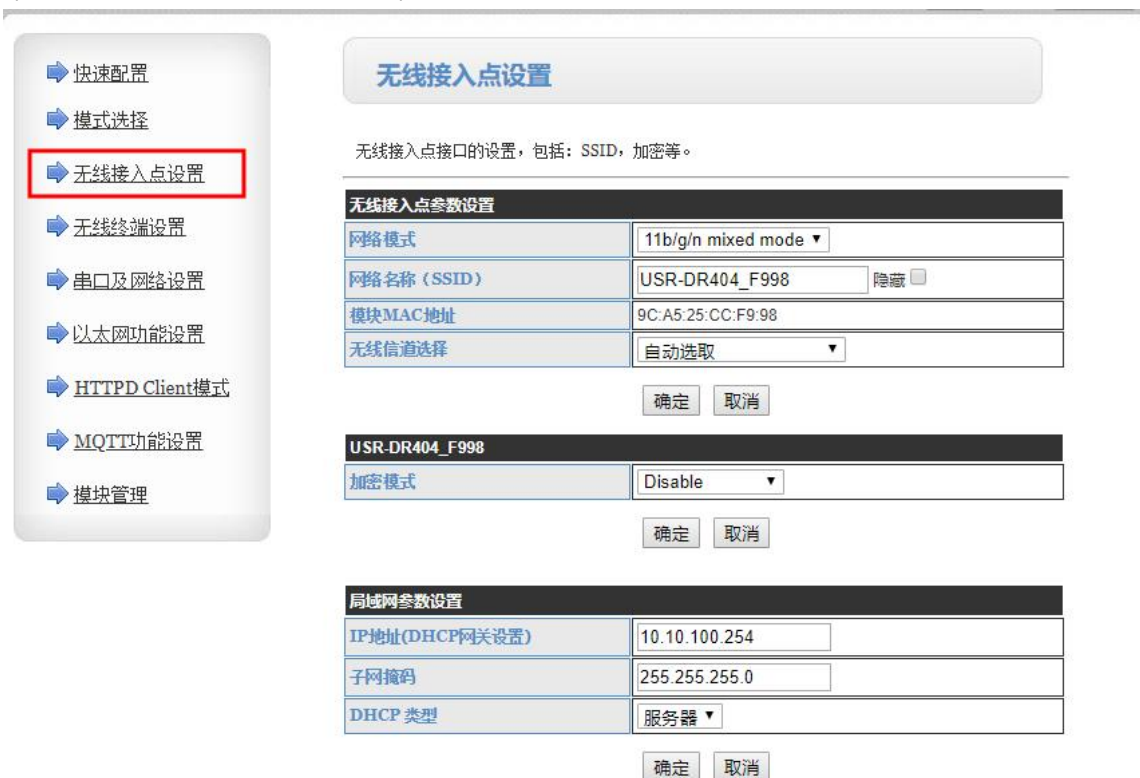 快速配置
模式选择
无线接入点设置
无线终端设置
串口及网络设置
以太网功能设置
HTTPD Client模式
MQTT功能设置
模块管理
无线接入点设置
无线接入点接口的设置，包括：SSID，加密等。
无线接入点参数设置
网络模式 11b/g/n mixed mode
网络名称（SSID） USR-DR404_F998 隐藏
模块MAC地址 9C:A5:25:CC:F9:98
无线信道选择 自动选取
确定 取消
USR-DR404_F998
加密模式 Disable
确定 取消
局域网参数设置
IP地址(DHCP网关设置) 10.10.100.254
子网掩码 255.255.255.0
DHCP 类型 服务器
确定 取消